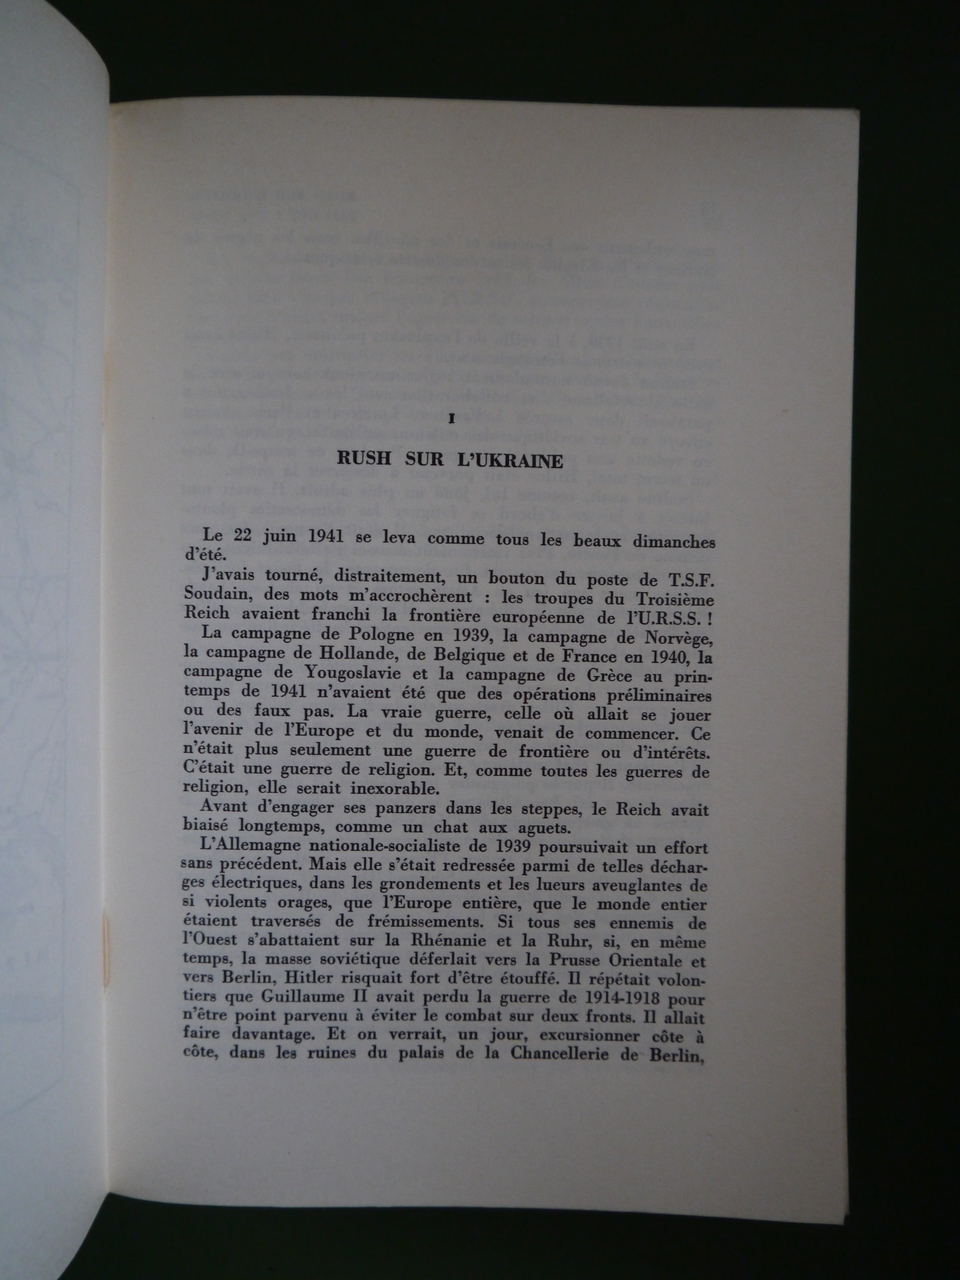 I
RUSH SUR L'UKRAINE
Le 22 juin 1941 se leva comme tous les beaux dimanches
d'été.
J'avais tourné, distraitement, un bouton du poste de T.S.F.
Soudain, des mots m'accrochèrent : les troupes du Troisième
Reich avaient franchi la frontière européenne de l'U.R.S.S. !
La campagne de Pologne en 1939, la campagne de Norvège,
la campagne de Hollande, de Belgique et de France en 1940, la
campagne de Yougoslavie et la campagne de Grèce au prin-
temps de 1941 n'avaient été que des opérations préliminaires
ou des faux pas. La vraie guerre, celle où allait se jouer
l'avenir de l'Europe et du monde, venait de commencer. Ce
n'était plus seulement une guerre de frontière ou d'intérêts.
C'était une guerre de religion. Et, comme toutes les guerres de
religion, elle serait inexorable.
Avant d'engager ses panzers dans les steppes, le Reich avait
biaisé longtemps, comme un chat aux aguets.
L'Allemagne nationale-socialiste de 1939 poursuivait un effort
sans précédent. Mais elle s'était redressée parmi de telles déchar-
ges électriques, dans les grondements et les lueurs aveuglantes de
si violents orages, que l'Europe entière, que le monde entier
étaient traversés de frémissements. Si tous ses ennemis de
l'Ouest s'abattaient sur la Rhénanie et la Ruhr, si, en même
temps, la masse soviétique déferlait vers la Prusse Orientale et
vers Berlin, Hitler risquait fort d'être étouffé. Il répétait volon-
tiers que Guillaume II avait perdu la guerre de 1914-1918 pour
n'être point parvenu à éviter le combat sur deux fronts. Il allait
faire davantage. Et on verrait, un jour, excursionner côte à
côte, dans les ruines du palais de la Chancellerie de Berlin,